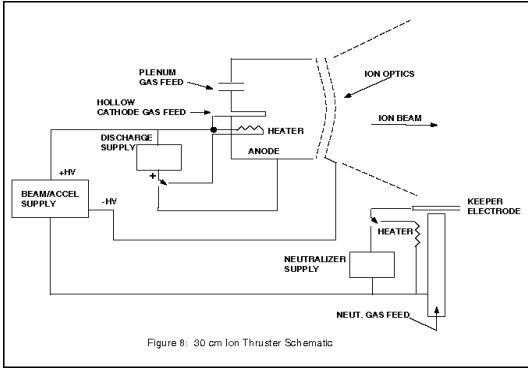 PLENUM
GAS FEED
ION OPTICS
HOLLOW
CATHODE GAS FEED
HEATER
ION BEAM
DISCHARGE
SUPPLY
ANODE
+HV
+
BEAM/ACCEL
SUPPLY
-HV
KEEPER
ELECTRODE
HEATER
NEUTRALIZER
SUPPLY
NEUT. GAS FEED
Figure 8: 30 cm Ion Thruster Schematic